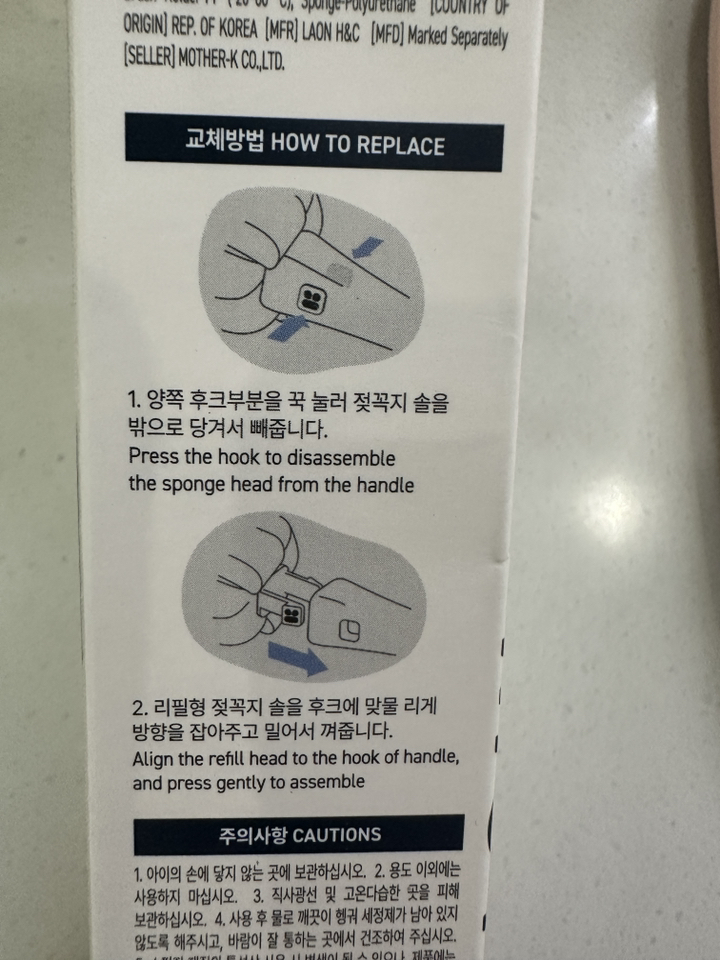 (-20~80°C), Sponge-Polyurethane [COUNTRY OF
ORIGIN] REP. OF KOREA [MFR] LAON H&C [MFD] Marked Separately
[SELLER] MOTHER-K CO.,LTD.
교체방법 HOW TO REPLACE
1. 양쪽 후크부분을 꾹 눌러 젖꼭지 솔을
밖으로 당겨서 빼줍니다.
Press the hook to disassemble
the sponge head from the handle
2. 리필형 젖꼭지 솔을 후크에 맞물 리게
방향을 잡아주고 밀어서 껴줍니다.
Align the refill head to the hook of handle,
and press gently to assemble
주의사항 CAUTIONS
1. 아이의 손에 닿지 않는 곳에 보관하십시오. 2. 용도 이외에는
사용하지 마십시오. 3. 직사광선 및 고온다습한 곳을 피해
보관하십시오. 4. 사용 후 물로 깨끗이 헹궈 세정제가 남아 있지
않도록 해주시고, 바람이 잘 통하는 곳에서 건조하여 주십시오.